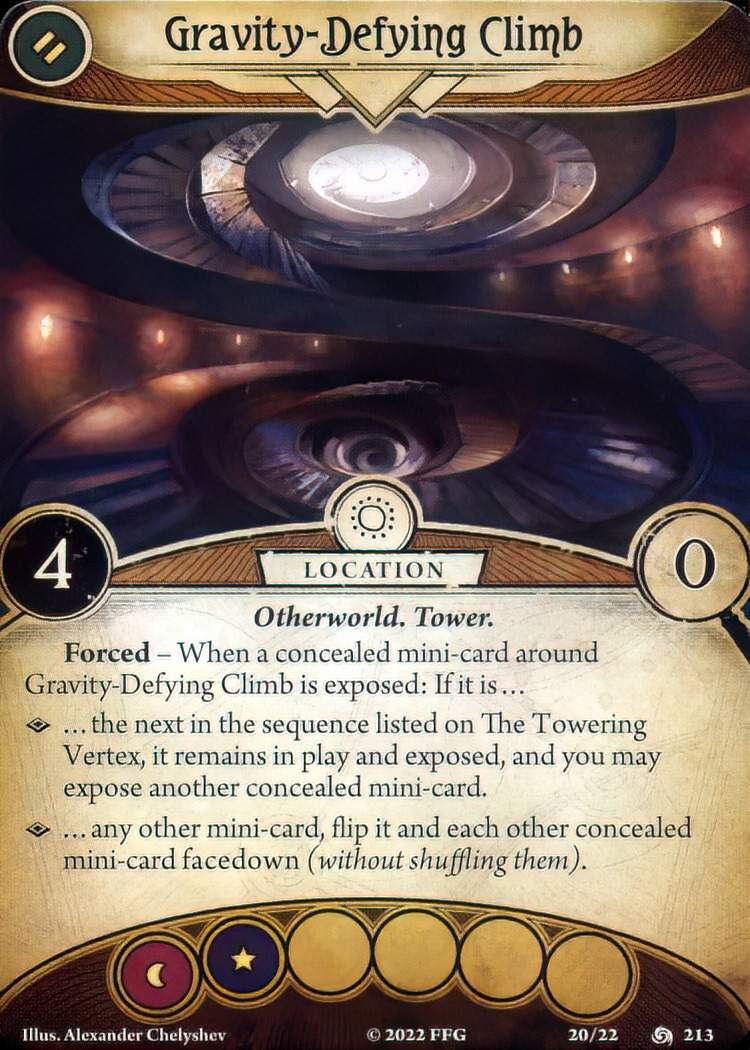 Gravity-Defying Climb
4
LOCATION
0
Otherworld. Tower.
Forced – When a concealed mini-card around
Gravity-Defying Climb is exposed: If it is…
…the next in the sequence listed on The Towering
Vertex, it remains in play and exposed, and you may
expose another concealed mini-card.
…any other mini-card, flip it and each other concealed
mini-card facedown (without shuffling them).
Illus. Alexander Chelyshev © 2022 FFG 20/22 213